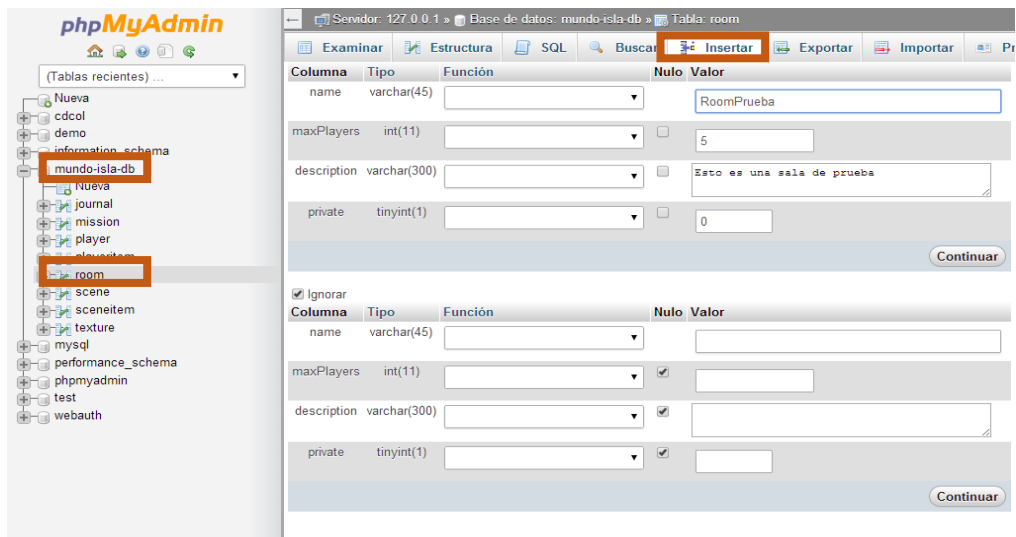 phpMyAdmin
(Tablas recientes) ...
Nueva
cdcol
demo
information_schema
mundo-isla-db
Nueva
journal
mission
player
playeritem
room
scene
sceneitem
texture
mysql
performance_schema
phpmyadmin
test
webauth
Servidor: 127.0.0.1 » Base de datos: mundo-isla-db » Tabla: room
Examinar Estructura SQL Buscar Insertar Exportar Importar Pr
Columna Tipo Función Nulo Valor
name varchar(45) RoomPrueba
maxPlayers int(11) 5
description varchar(300) Esto es una sala de prueba
private tinyint(1) 0
Continuar
Ignorar
Columna Tipo Función Nulo Valor
name varchar(45)
maxPlayers int(11)
description varchar(300)
private tinyint(1)
Continuar